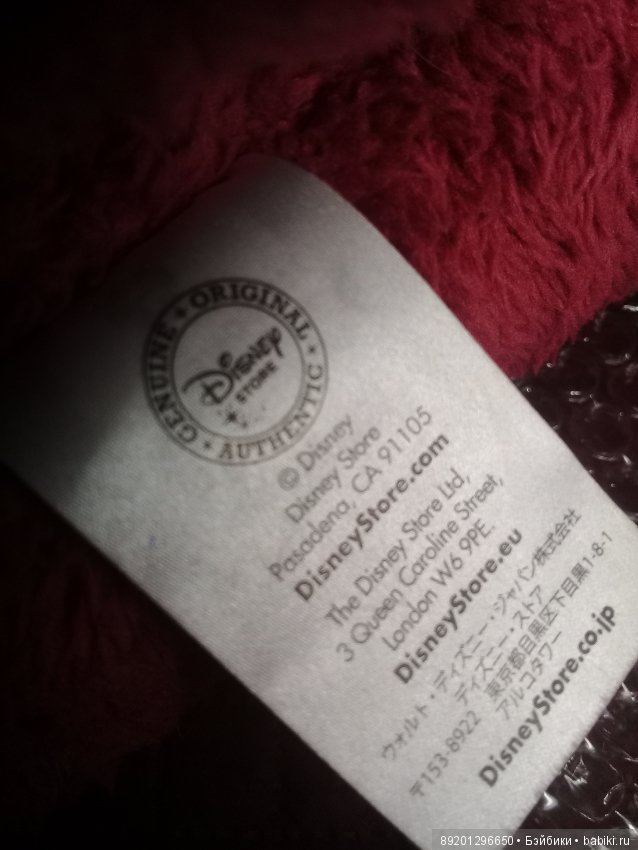 GENUINE • ORIGINAL • AUTHENTIC •
Disney
STORE
© Disney
Disney Store
Pasadena, CA 91105
DisneyStore.com
The Disney Store Ltd,
3 Queen Caroline Street,
London W6 9PE.
DisneyStore.eu
ウォルト・ディズニー・ジャパン株式会社
ディズニー・ストア
〒153-8922 東京都目黒区下目黒1-8-1
アルコタワー
DisneyStore.co.jp
89201296650 • Бэйбики • babiki.ru